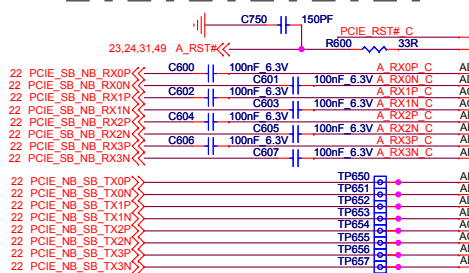 C750 150PF
PCIE_RST#_C
23,24,31,49 A_RST# R600 33R
22 PCIE_SB_NB_RX0P C600 100nF_6.3V A_RX0P_C
22 PCIE_SB_NB_RX0N C601 100nF_6.3V A_RX0N_C
22 PCIE_SB_NB_RX1P C602 100nF_6.3V A_RX1P_C
22 PCIE_SB_NB_RX1N C603 100nF_6.3V A_RX1N_C
22 PCIE_SB_NB_RX2P C604 100nF_6.3V A_RX2P_C
22 PCIE_SB_NB_RX2N C605 100nF_6.3V A_RX2N_C
22 PCIE_SB_NB_RX3P C606 100nF_6.3V A_RX3P_C
22 PCIE_SB_NB_RX3N C607 100nF_6.3V A_RX3N_C
22 PCIE_NB_SB_TX0P TP650
22 PCIE_NB_SB_TX0N TP651
22 PCIE_NB_SB_TX1P TP652
22 PCIE_NB_SB_TX1N TP653
22 PCIE_NB_SB_TX2P TP654
22 PCIE_NB_SB_TX2N TP655
22 PCIE_NB_SB_TX3P TP656
22 PCIE_NB_SB_TX3N TP657